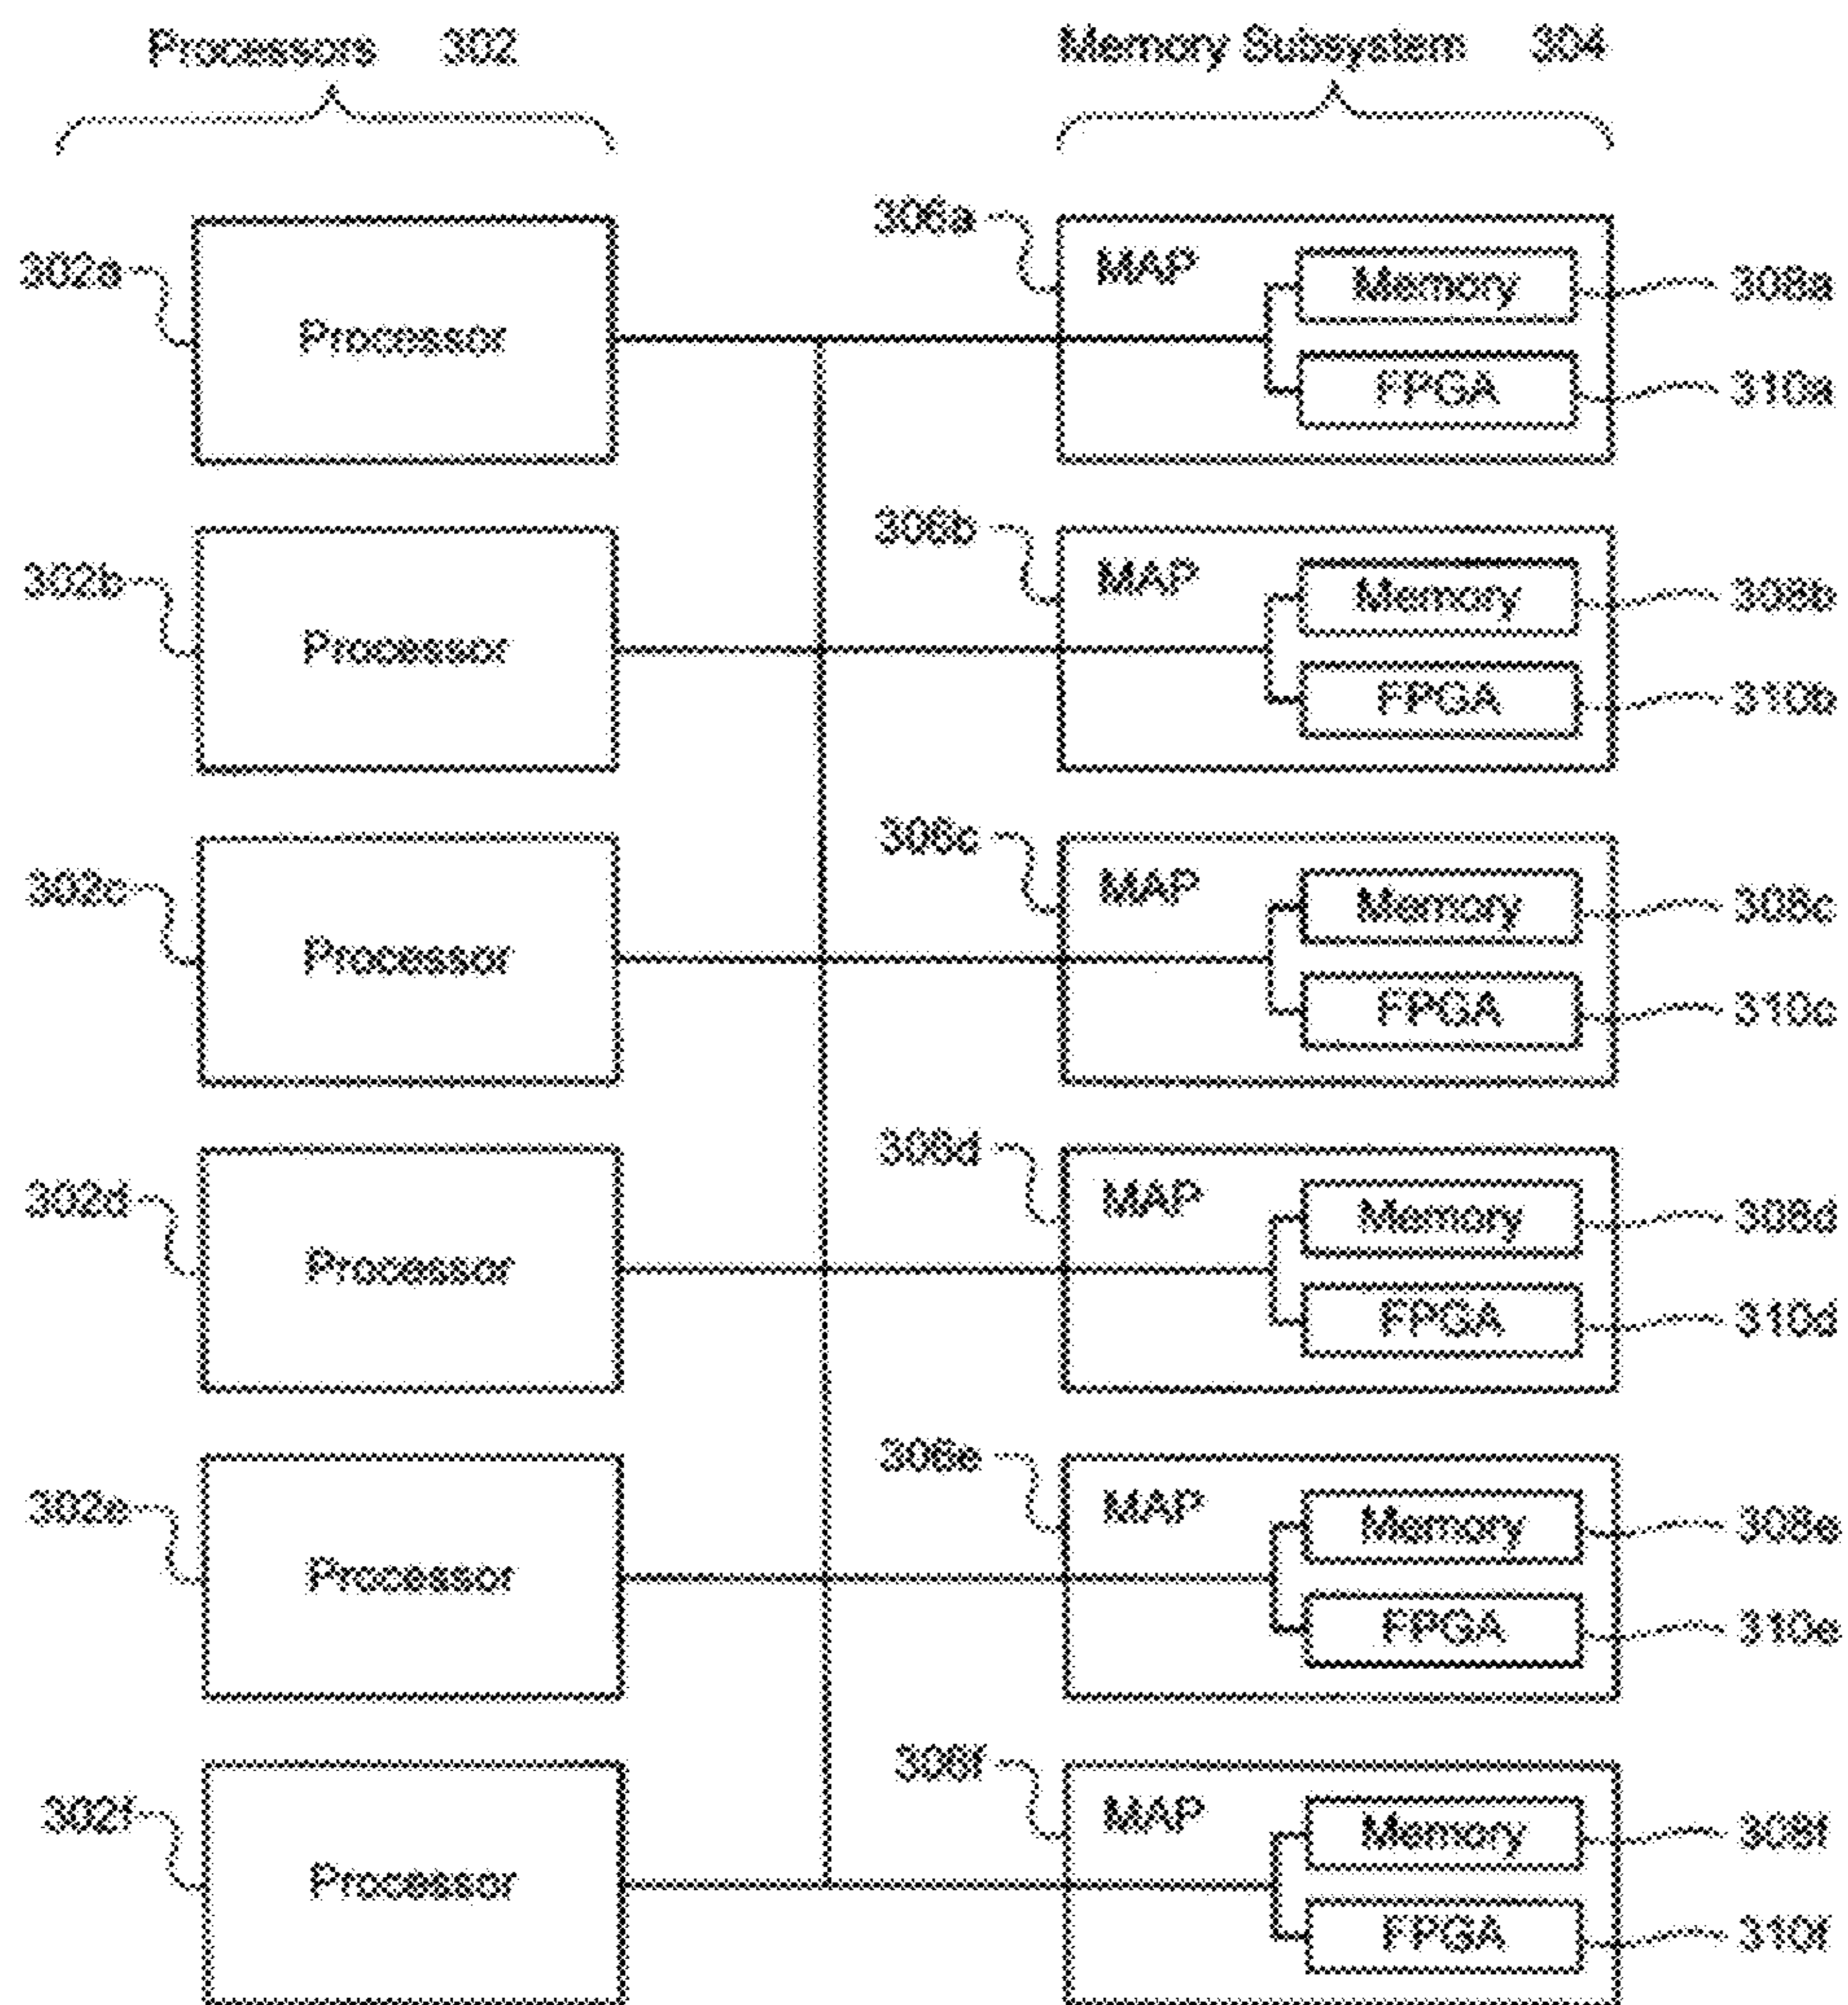 Processors 302
Memory Subsystem 304
306a
302a
MAP
Memory
308a
Processor
FPGA
310a
306b
302b
MAP
Memory
308b
Processor
FPGA
310b
306c
302c
MAP
Memory
308c
Processor
FPGA
310c
306d
302d
MAP
Memory
308d
Processor
FPGA
310d
306e
302e
MAP
Memory
308e
Processor
FPGA
310e
306f
302f
MAP
Memory
308f
Processor
FPGA
310f